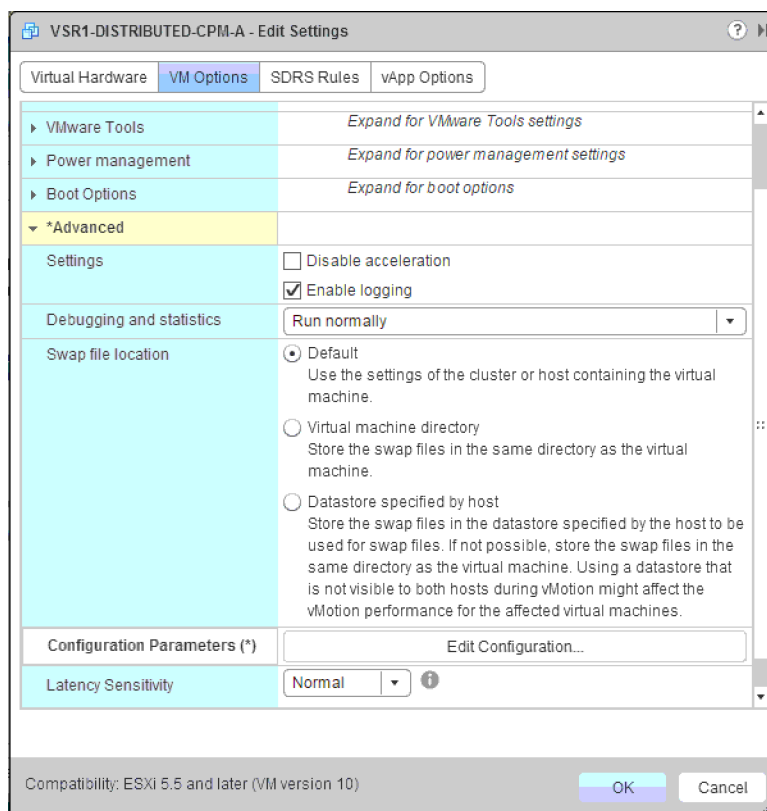 VSR1-DISTRIBUTED-CPM-A - Edit Settings
Virtual Hardware VM Options SDRS Rules vApp Options
VMware Tools Expand for VMware Tools settings
Power management Expand for power management settings
Boot Options Expand for boot options
*Advanced
Settings Disable acceleration
Enable logging
Debugging and statistics Run normally
Swap file location Default
Use the settings of the cluster or host containing the virtual
machine.
Virtual machine directory
Store the swap files in the same directory as the virtual
machine.
Datastore specified by host
Store the swap files in the datastore specified by the host to be
used for swap files. If not possible, store the swap files in the
same directory as the virtual machine. Using a datastore that
is not visible to both hosts during vMotion might affect the
vMotion performance for the affected virtual machines.
Configuration Parameters (*) Edit Configuration...
Latency Sensitivity Normal
Compatibility: ESXi 5.5 and later (VM version 10) OK Cancel